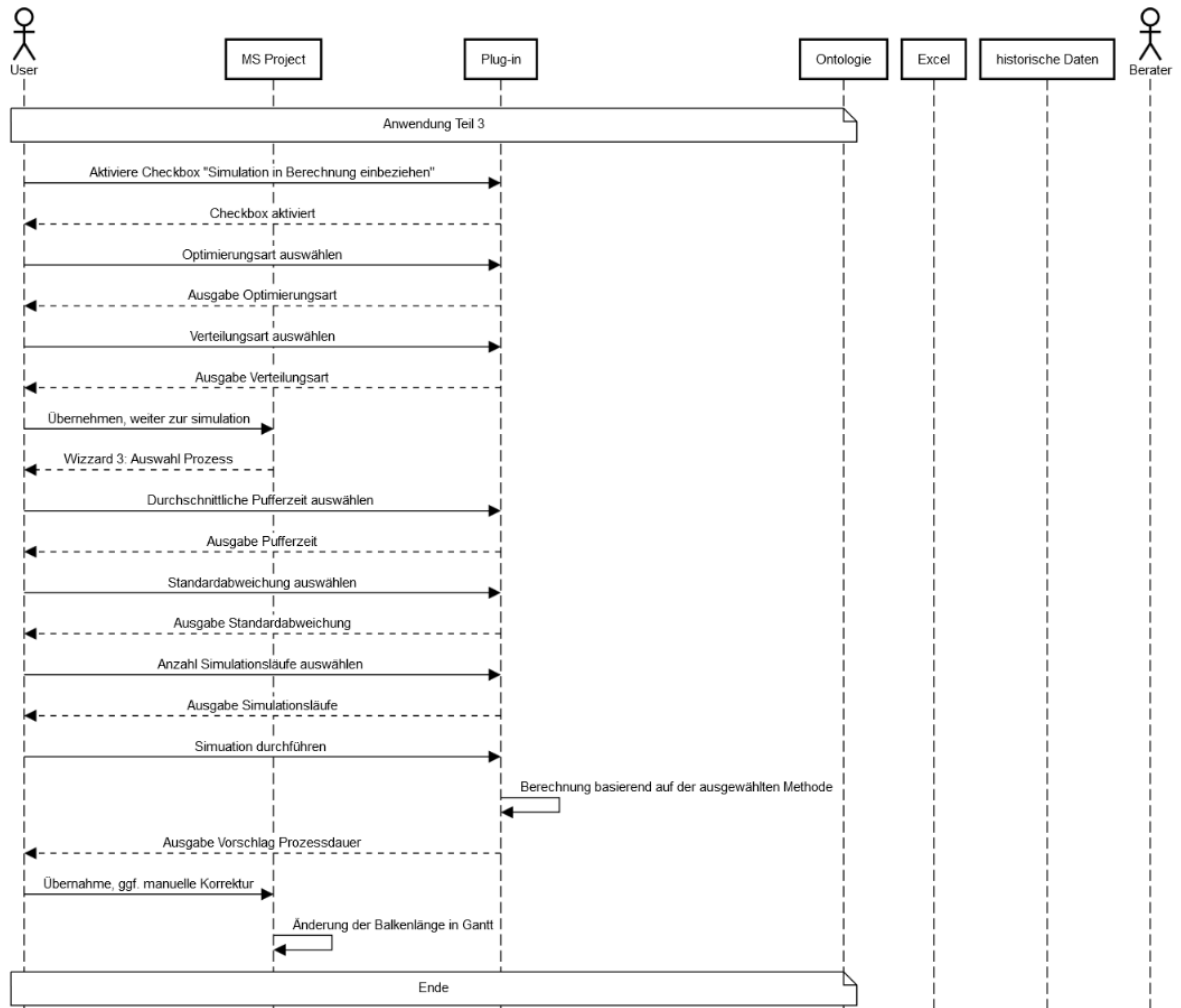 User
MS Project
Plug-in
Ontologie
Excel
historische Daten
Berater
Anwendung Teil 3
Aktiviere Checkbox "Simulation in Berechnung einbeziehen"
Checkbox aktiviert
Optimierungsart auswählen
Ausgabe Optimierungsart
Verteilungsart auswählen
Ausgabe Verteilungsart
Übernehmen, weiter zur simulation
Wizzard 3: Auswahl Prozess
Durchschnittliche Pufferzeit auswählen
Ausgabe Pufferzeit
Standardabweichung auswählen
Ausgabe Standardabweichung
Anzahl Simulationsläufe auswählen
Ausgabe Simulationsläufe
Simuation durchführen
Berechnung basierend auf der ausgewählten Methode
Ausgabe Vorschlag Prozessdauer
Übernahme, ggf. manuelle Korrektur
Änderung der Balkenlänge in Gantt
Ende